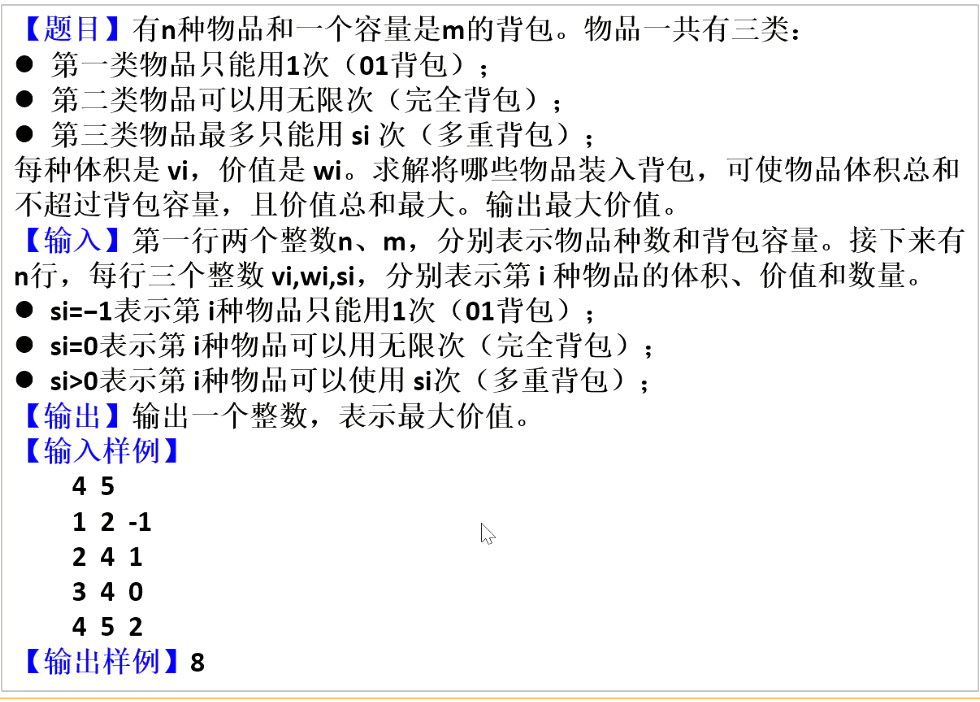 【题目】有n种物品和一个容量是m的背包。物品一共有三类：
● 第一类物品只能用1次（01背包）；
● 第二类物品可以用无限次（完全背包）；
● 第三类物品最多只能用 si 次（多重背包）；
每种体积是 vi，价值是 wi。求解将哪些物品装入背包，可使物品体积总和
不超过背包容量，且价值总和最大。输出最大价值。
【输入】第一行两个整数n、m，分别表示物品种数和背包容量。接下来有
n行，每行三个整数 vi,wi,si，分别表示第 i 种物品的体积、价值和数量。
● si=−1表示第 i种物品只能用1次（01背包）；
● si=0表示第 i种物品可以用无限次（完全背包）；
● si>0表示第 i种物品可以使用 si次（多重背包）；
【输出】输出一个整数，表示最大价值。
【输入样例】
4 5
1 2 -1
2 4 1
3 4 0
4 5 2
【输出样例】8